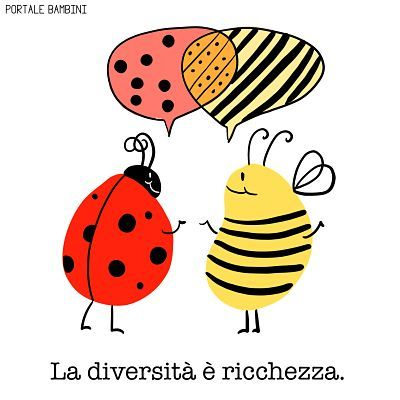 PORTALE BAMBINI
La diversità è ricchezza.